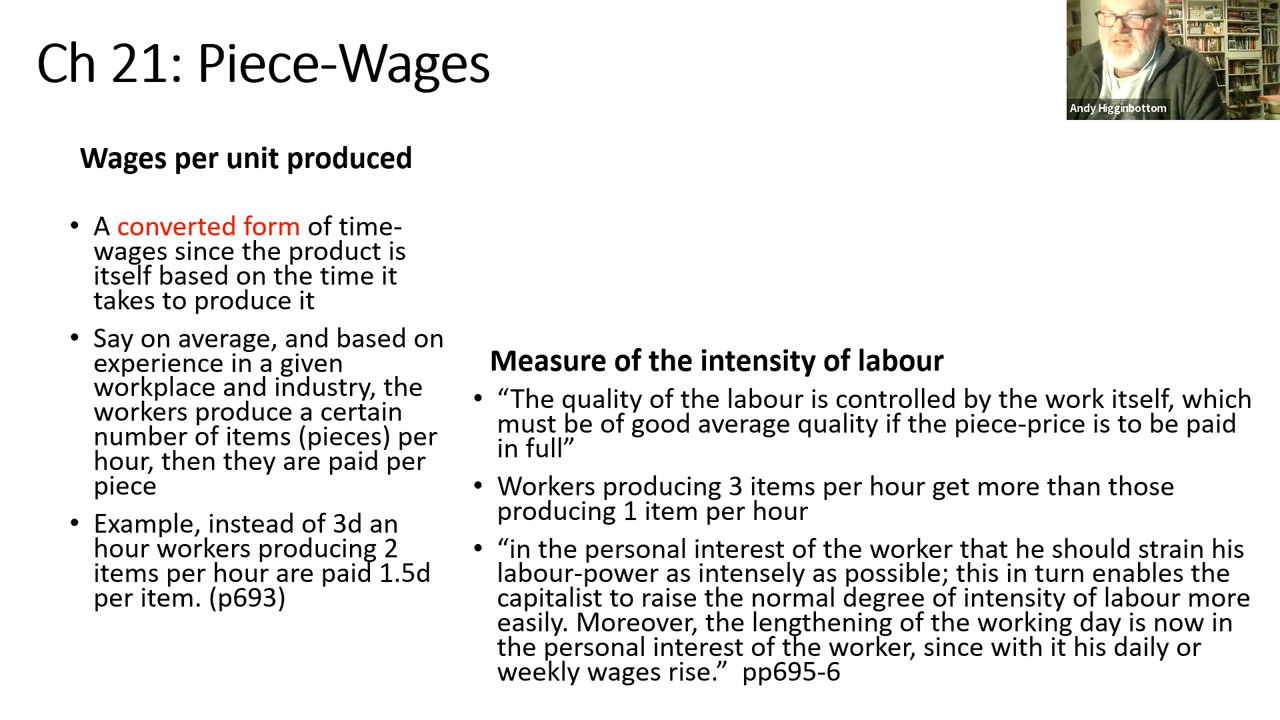 Ch 21: Piece-Wages
Andy Higginbottom
Wages per unit produced
• A converted form of time-
wages since the product is
itself based on the time it
takes to produce it
• Say on average, and based on
experience in a given
workplace and industry, the
workers produce a certain
number of items (pieces) per
hour, then they are paid per
piece
• Example, instead of 3d an
hour workers producing 2
items per hour are paid 1.5d
per item. (p693)
Measure of the intensity of labour
• “The quality of the labour is controlled by the work itself, which
must be of good average quality if the piece-price is to be paid
in full”
• Workers producing 3 items per hour get more than those
producing 1 item per hour
• “in the personal interest of the worker that he should strain his
labour-power as intensely as possible; this in turn enables the
capitalist to raise the normal degree of intensity of labour more
easily. Moreover, the lengthening of the working day is now in
the personal interest of the worker, since with it his daily or
weekly wages rise.” pp695-6